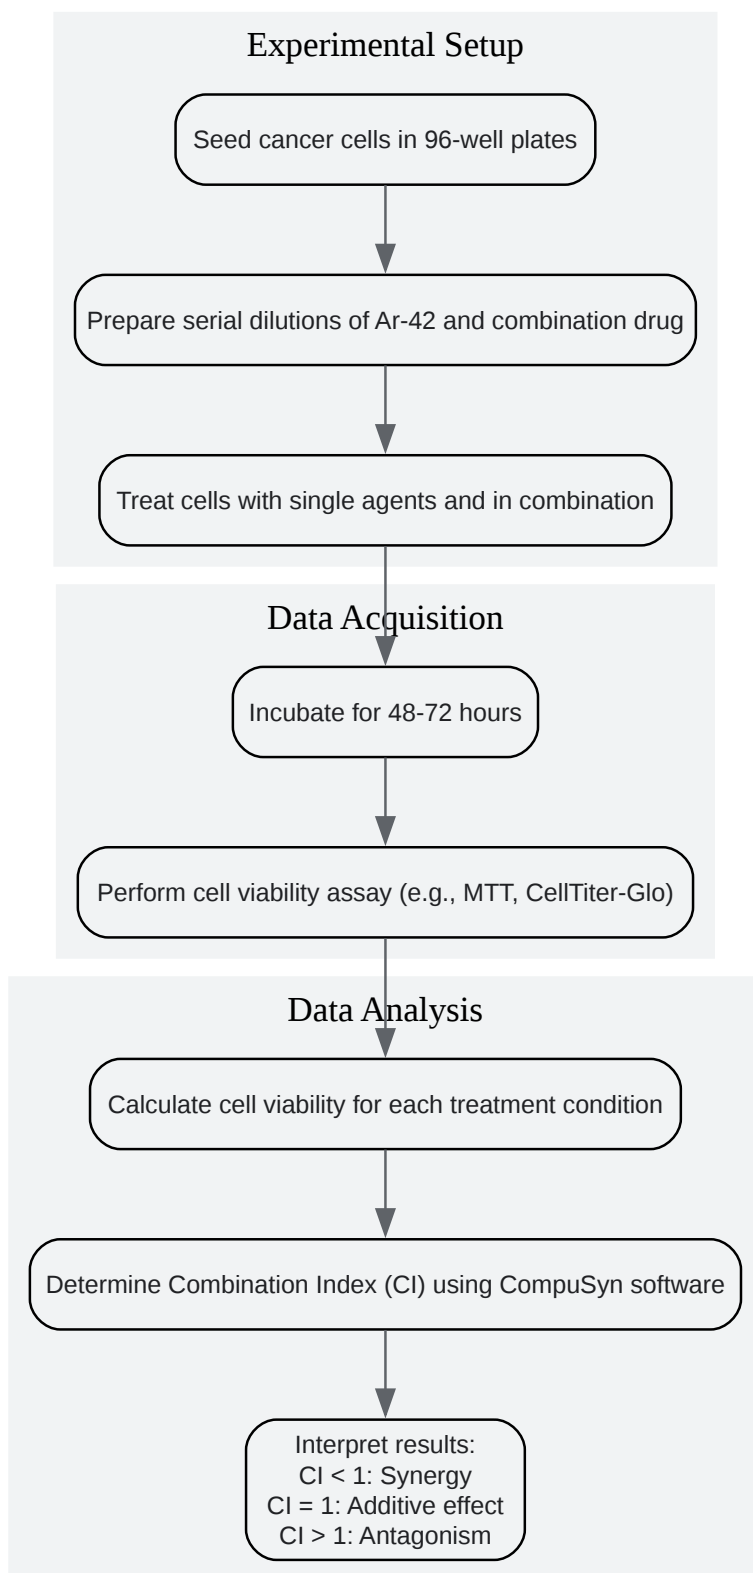 Experimental Setup
Seed cancer cells in 96-well plates
Prepare serial dilutions of Ar-42 and combination drug
Treat cells with single agents and in combination
Data Acquisition
Incubate for 48-72 hours
Perform cell viability assay (e.g., MTT, CellTiter-Glo)
Data Analysis
Calculate cell viability for each treatment condition
Determine Combination Index (CI) using CompuSyn software
Interpret results:
CI < 1: Synergy
CI = 1: Additive effect
CI > 1: Antagonism